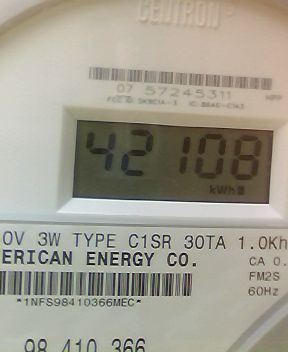 CENTRON®
07 57245311
42108
kWh
0V 3W TYPE C1SR 30TA 1.0Kh
ERICAN ENERGY CO.
CA 0.
FM2S
60Hz
*1NFS98410366MEC*
98 410 366